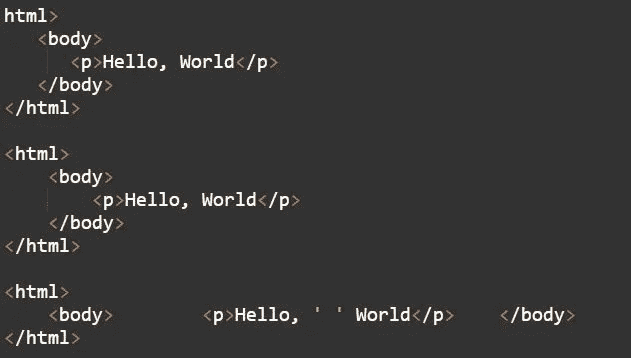 html>
<body>
<p>Hello, World</p>
</body>
</html>
<html>
<body>
<p>Hello, World</p>
</body>
</html>
<html>
<body>        <p>Hello, ' ' World</p>    </body>
</html>